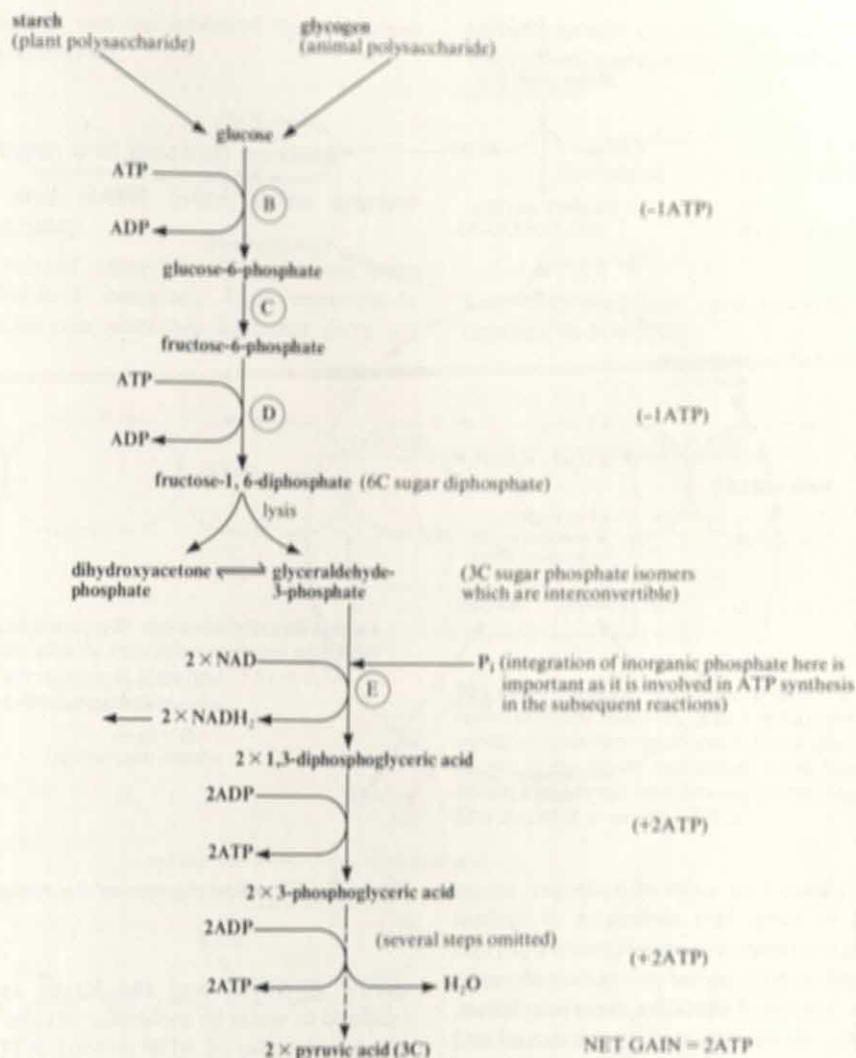 starch
(plant polysaccharide)
glycogen
(animal polysaccharide)
glucose
ATP
B
(–1ATP)
ADP
glucose-6-phosphate
C
fructose-6-phosphate
ATP
D
(–1ATP)
ADP
fructose-1, 6-diphosphate (6C sugar diphosphate)
lysis
dihydroxyacetone
phosphate
glyceraldehyde-
3-phosphate
(3C sugar phosphate isomers
which are interconvertible)
2 × NAD
Pi (integration of inorganic phosphate here is
important as it is involved in ATP synthesis
in the subsequent reactions)
E
2 × NADH2
2 × 1,3-diphosphoglyceric acid
2ADP
(+2ATP)
2ATP
2 × 3-phosphoglyceric acid
2ADP
(several steps omitted)
(+2ATP)
2ATP
H2O
2 × pyruvic acid (3C)
NET GAIN = 2ATP